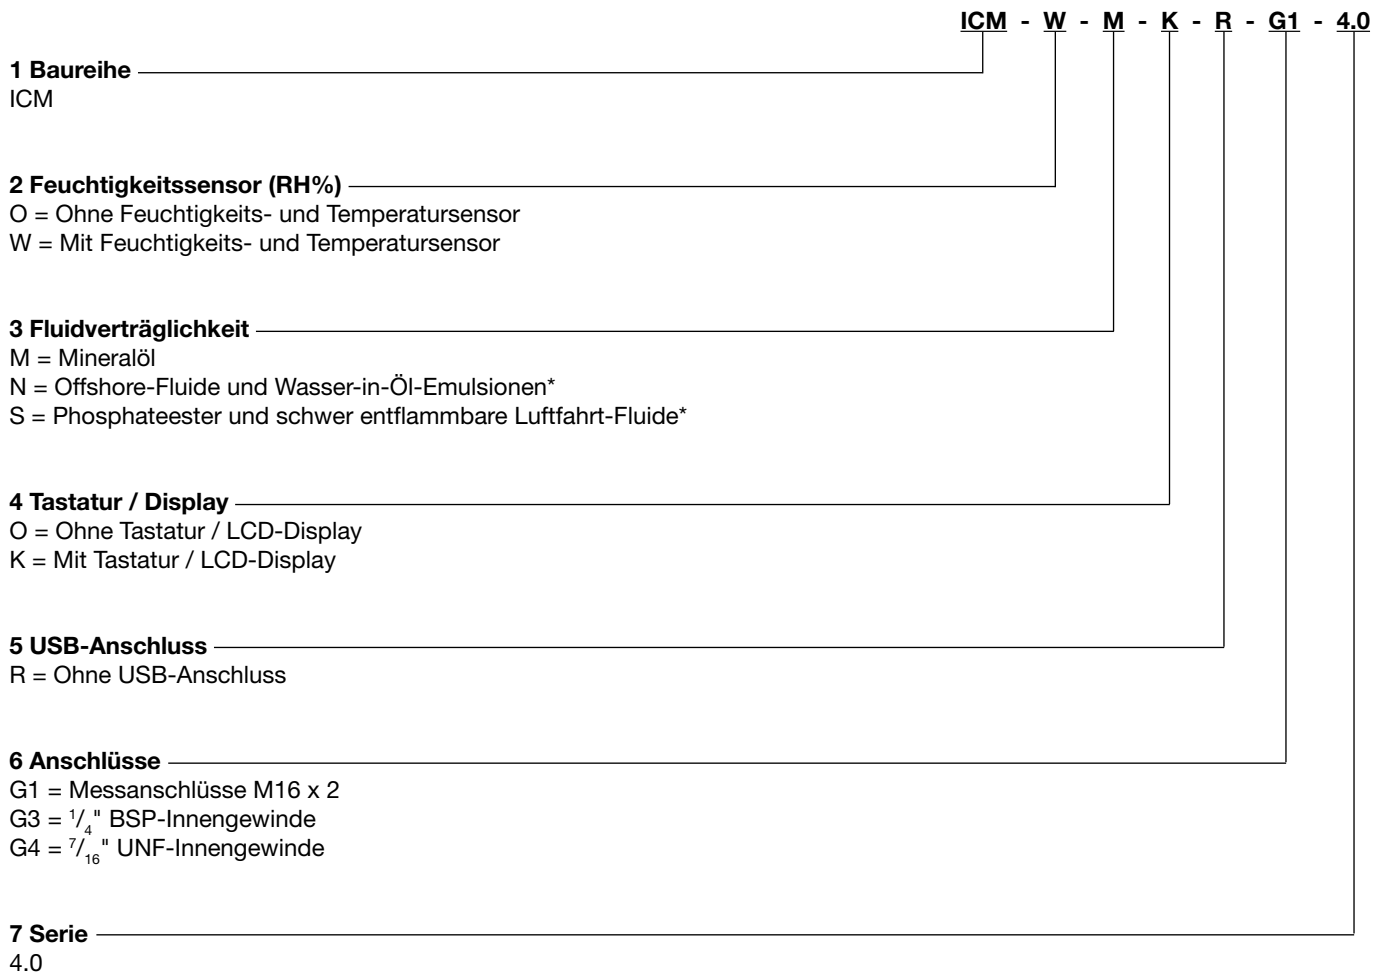 ICM - W - M - K - R - G1 - 4.0
1 Baureihe
ICM
2 Feuchtigkeitssensor (RH%)
O = Ohne Feuchtigkeits- und Temperatursensor
W = Mit Feuchtigkeits- und Temperatursensor
3 Fluidverträglichkeit
M = Mineralöl
N = Offshore-Fluide und Wasser-in-Öl-Emulsionen*
S = Phosphateester und schwer entflammbare Luftfahrt-Fluide*
4 Tastatur / Display
O = Ohne Tastatur / LCD-Display
K = Mit Tastatur / LCD-Display
5 USB-Anschluss
R = Ohne USB-Anschluss
6 Anschlüsse
G1 = Messanschlüsse M16 x 2
G3 = 1/4" BSP-Innengewinde
G4 = 7/16" UNF-Innengewinde
7 Serie
4.0